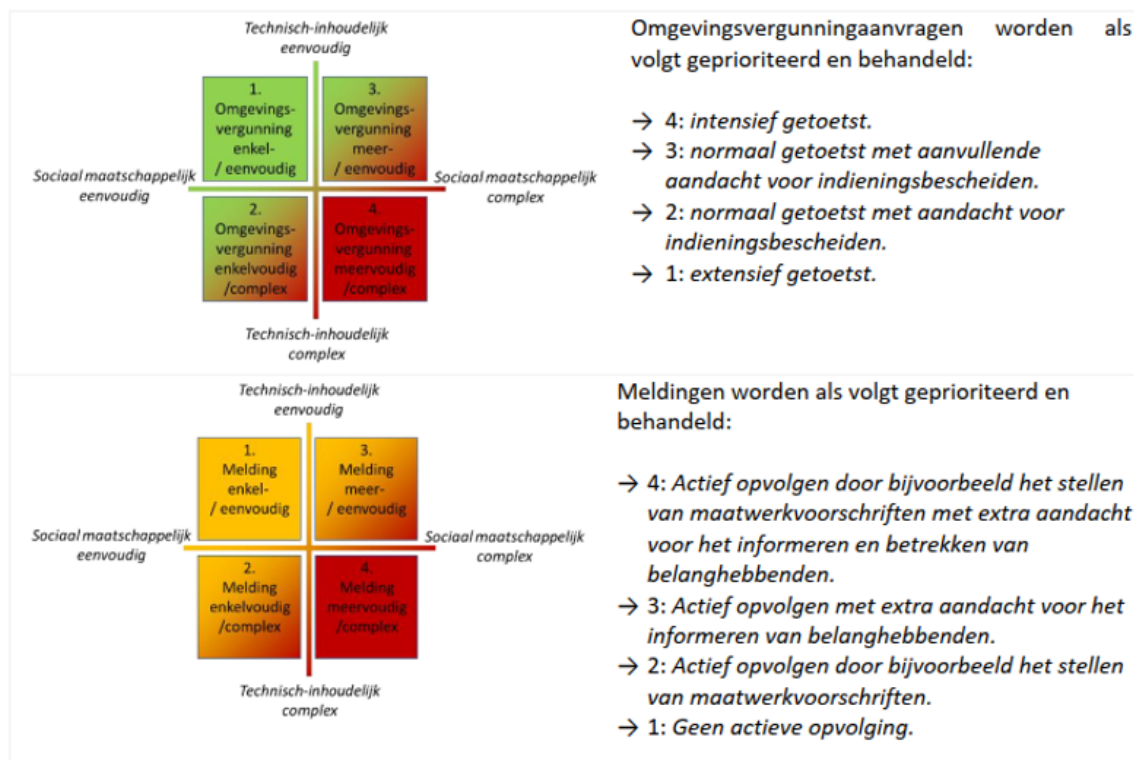 Technisch-inhoudelijk
eenvoudig
1.
Omgevings-
vergunning
enkel-
/ eenvoudig
3.
Omgevings-
vergunning
meer-
/ eenvoudig
Sociaal maatschappelijk
eenvoudig
Sociaal maatschappelijk
complex
2.
Omgevings-
vergunning
enkelvoudig
/complex
4.
Omgevings-
vergunning
meervoudig
/complex
Technisch-inhoudelijk
complex
Omgevingsvergunningaanvragen worden als
volgt geprioriteerd en behandeld:
→ 4: intensief getoetst.
→ 3: normaal getoetst met aanvullende
aandacht voor indieningsbescheiden.
→ 2: normaal getoetst met aandacht voor
indieningsbescheiden.
→ 1: extensief getoetst.
Technisch-inhoudelijk
eenvoudig
1.
Melding
enkel-
/ eenvoudig
3.
Melding
meer-
/ eenvoudig
Sociaal maatschappelijk
eenvoudig
Sociaal maatschappelijk
complex
2.
Melding
enkelvoudig
/complex
4.
Melding
meervoudig
/complex
Technisch-inhoudelijk
complex
Meldingen worden als volgt geprioriteerd en
behandeld:
→ 4: Actief opvolgen door bijvoorbeeld het stellen
van maatwerkvoorschriften met extra aandacht
voor het informeren en betrekken van
belanghebbenden.
→ 3: Actief opvolgen met extra aandacht voor het
informeren van belanghebbenden.
→ 2: Actief opvolgen door bijvoorbeeld het stellen
van maatwerkvoorschriften.
→ 1: Geen actieve opvolging.